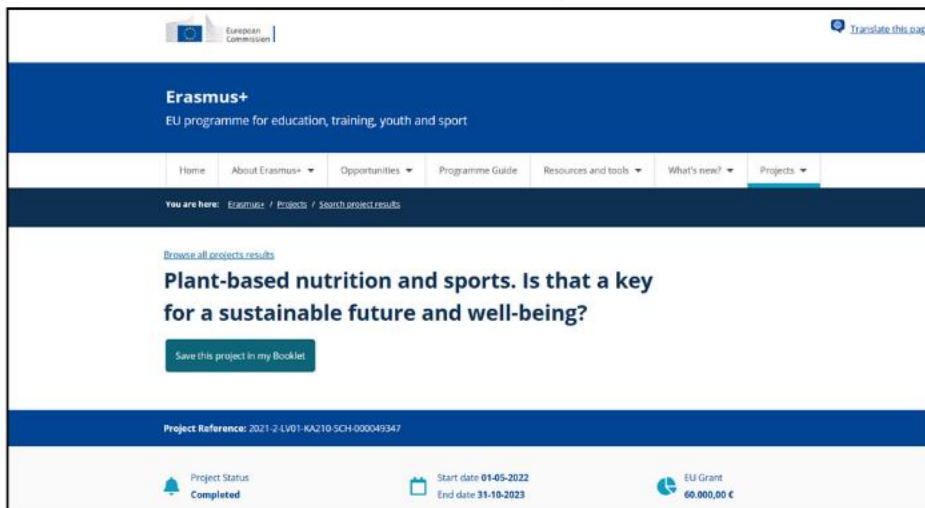 European
Commission
Translate this pag
Erasmus+
EU programme for education, training, youth and sport
Home About Erasmus+ Opportunities Programme Guide Resources and tools What's new? Projects
You are here: Erasmus+ / Projects / Search project results
Browse all projects results
Plant-based nutrition and sports. Is that a key
for a sustainable future and well-being?
Save this project in my Booklet
Project Reference: 2021-2-LV01-KA210-SCH-000049347
Project Status Start date 01-05-2022 EU Grant
Completed End date 31-10-2023 60.000,00 €